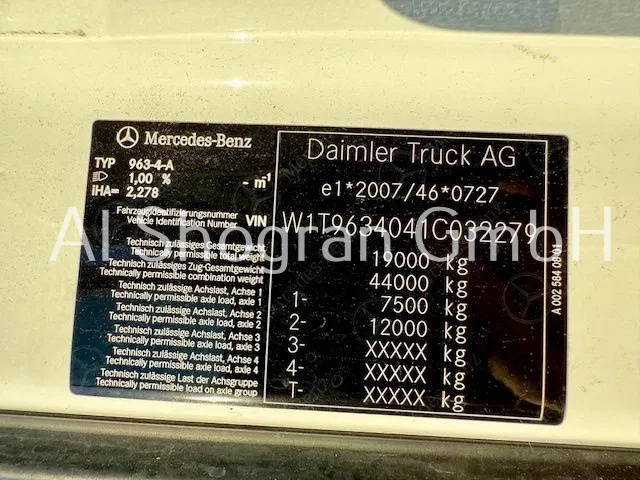 Mercedes-Benz
Daimler Truck AG
TYP 963-4-A
1,00 % - m⁻¹
iHA= 2,278
e1*2007/46*0727
Fahrzeugidentifizierungsnummer
Vehicle Identification Number VIN
W1T9634041C032279
Technisch zulässiges Gesamtgewicht
Technically permissible total weight
19000 kg
Technisch zulässiges Zug-Gesamtgewicht
Technically permissible combination weight
44000 kg
Technisch zulässige Achslast, Achse 1
Technically permissible axle load, axle 1
1- 7500 kg
Technisch zulässige Achslast, Achse 2
Technically permissible axle load, axle 2
2- 12000 kg
Technisch zulässige Achslast, Achse 3
Technically permissible axle load, axle 3
3- XXXXX kg
Technisch zulässige Achslast, Achse 4
Technically permissible axle load, axle 4
4- XXXXX kg
Technisch zulässige Last der Achsgruppe
Technically permissible load on axle group
T- XXXXX kg
A 002 584 08 01